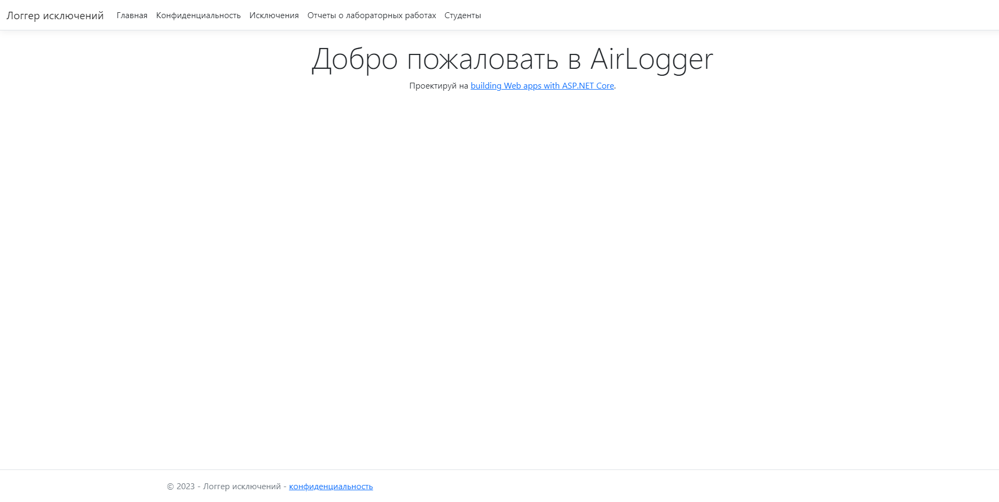 Логгер исключений Главная Конфиденциальность Исключения Отчеты о лабораторных работах Студенты
Добро пожаловать в AirLogger
Проектируй на building Web apps with ASP.NET Core.
© 2023 - Логгер исключений - конфиденциальность